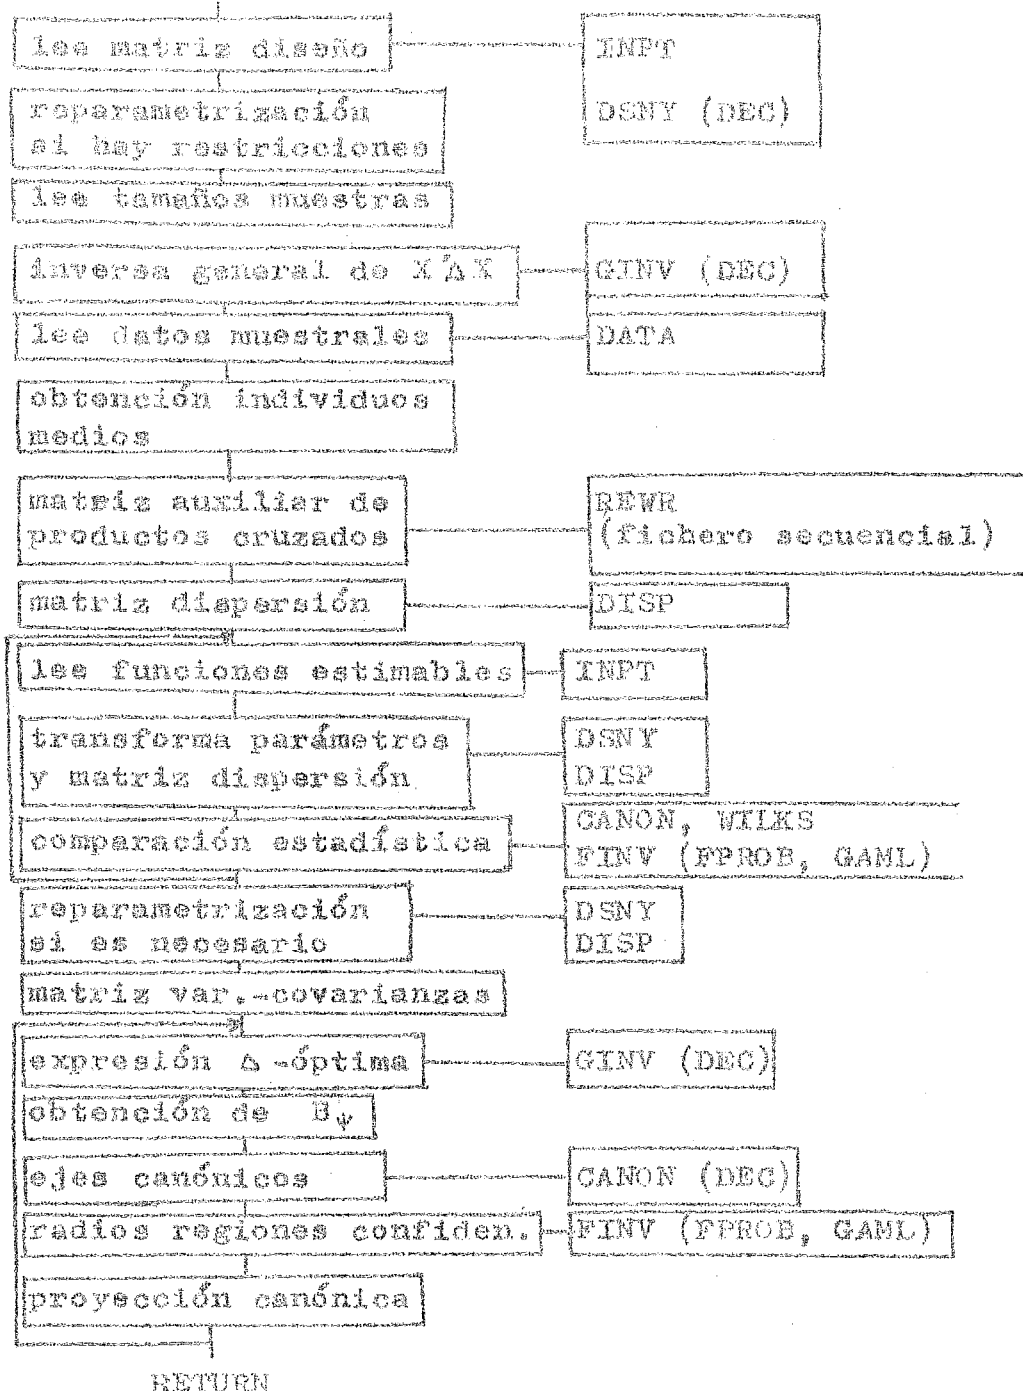 lee matriz diseño
INPT
DSNY (DEC)
reparametrización
si hay restricciones
lee tamaños muestras
inversa general de X'ΔX
GINV (DEC)
lee datos muestrales
DATA
obtención individuos
medios
matriz auxiliar de
productos cruzados
REWR
(fichero secuencial)
matriz dispersión
DISP
lee funciones estimables
INPT
transforma parámetros
y matriz dispersión
DSNY
DISP
comparación estadística
CANON, WILKS
FINV (FPROB, GAML)
reparametrización
si es necesario
DSNY
DISP
matriz var.-covarianzas
expresión Δ-óptima
GINV (DEC)
obtención de Bψ
ejes canónicos
CANON (DEC)
radios regiones confiden.
FINV (FPROB, GAML)
proyección canónica
RETURN